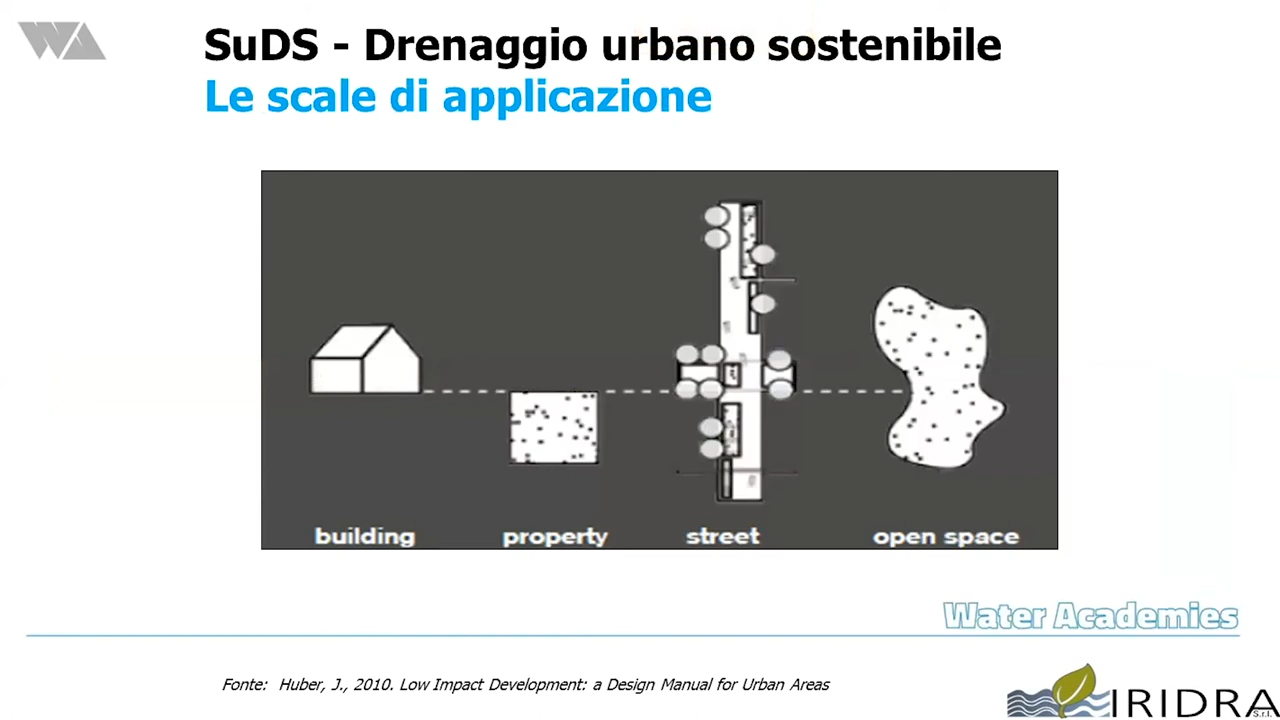 WA
SuDS - Drenaggio urbano sostenibile
Le scale di applicazione
building property street open space
Water Academies
Fonte: Huber, J., 2010. Low Impact Development: a Design Manual for Urban Areas
IRIDRA S.r.l.